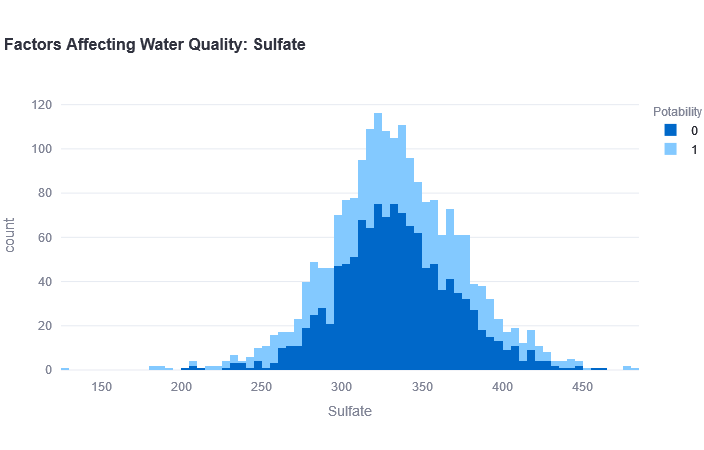 Factors Affecting Water Quality: Sulfate
Potability
0
1
count
120
100
80
60
40
20
0
150 200 250 300 350 400 450
Sulfate